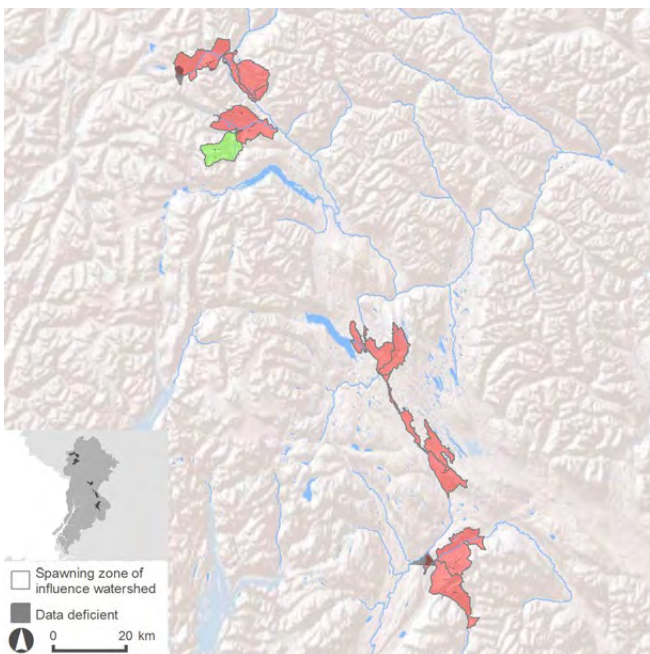 Spawning zone of
influence watershed
Data deficient
0 20 km